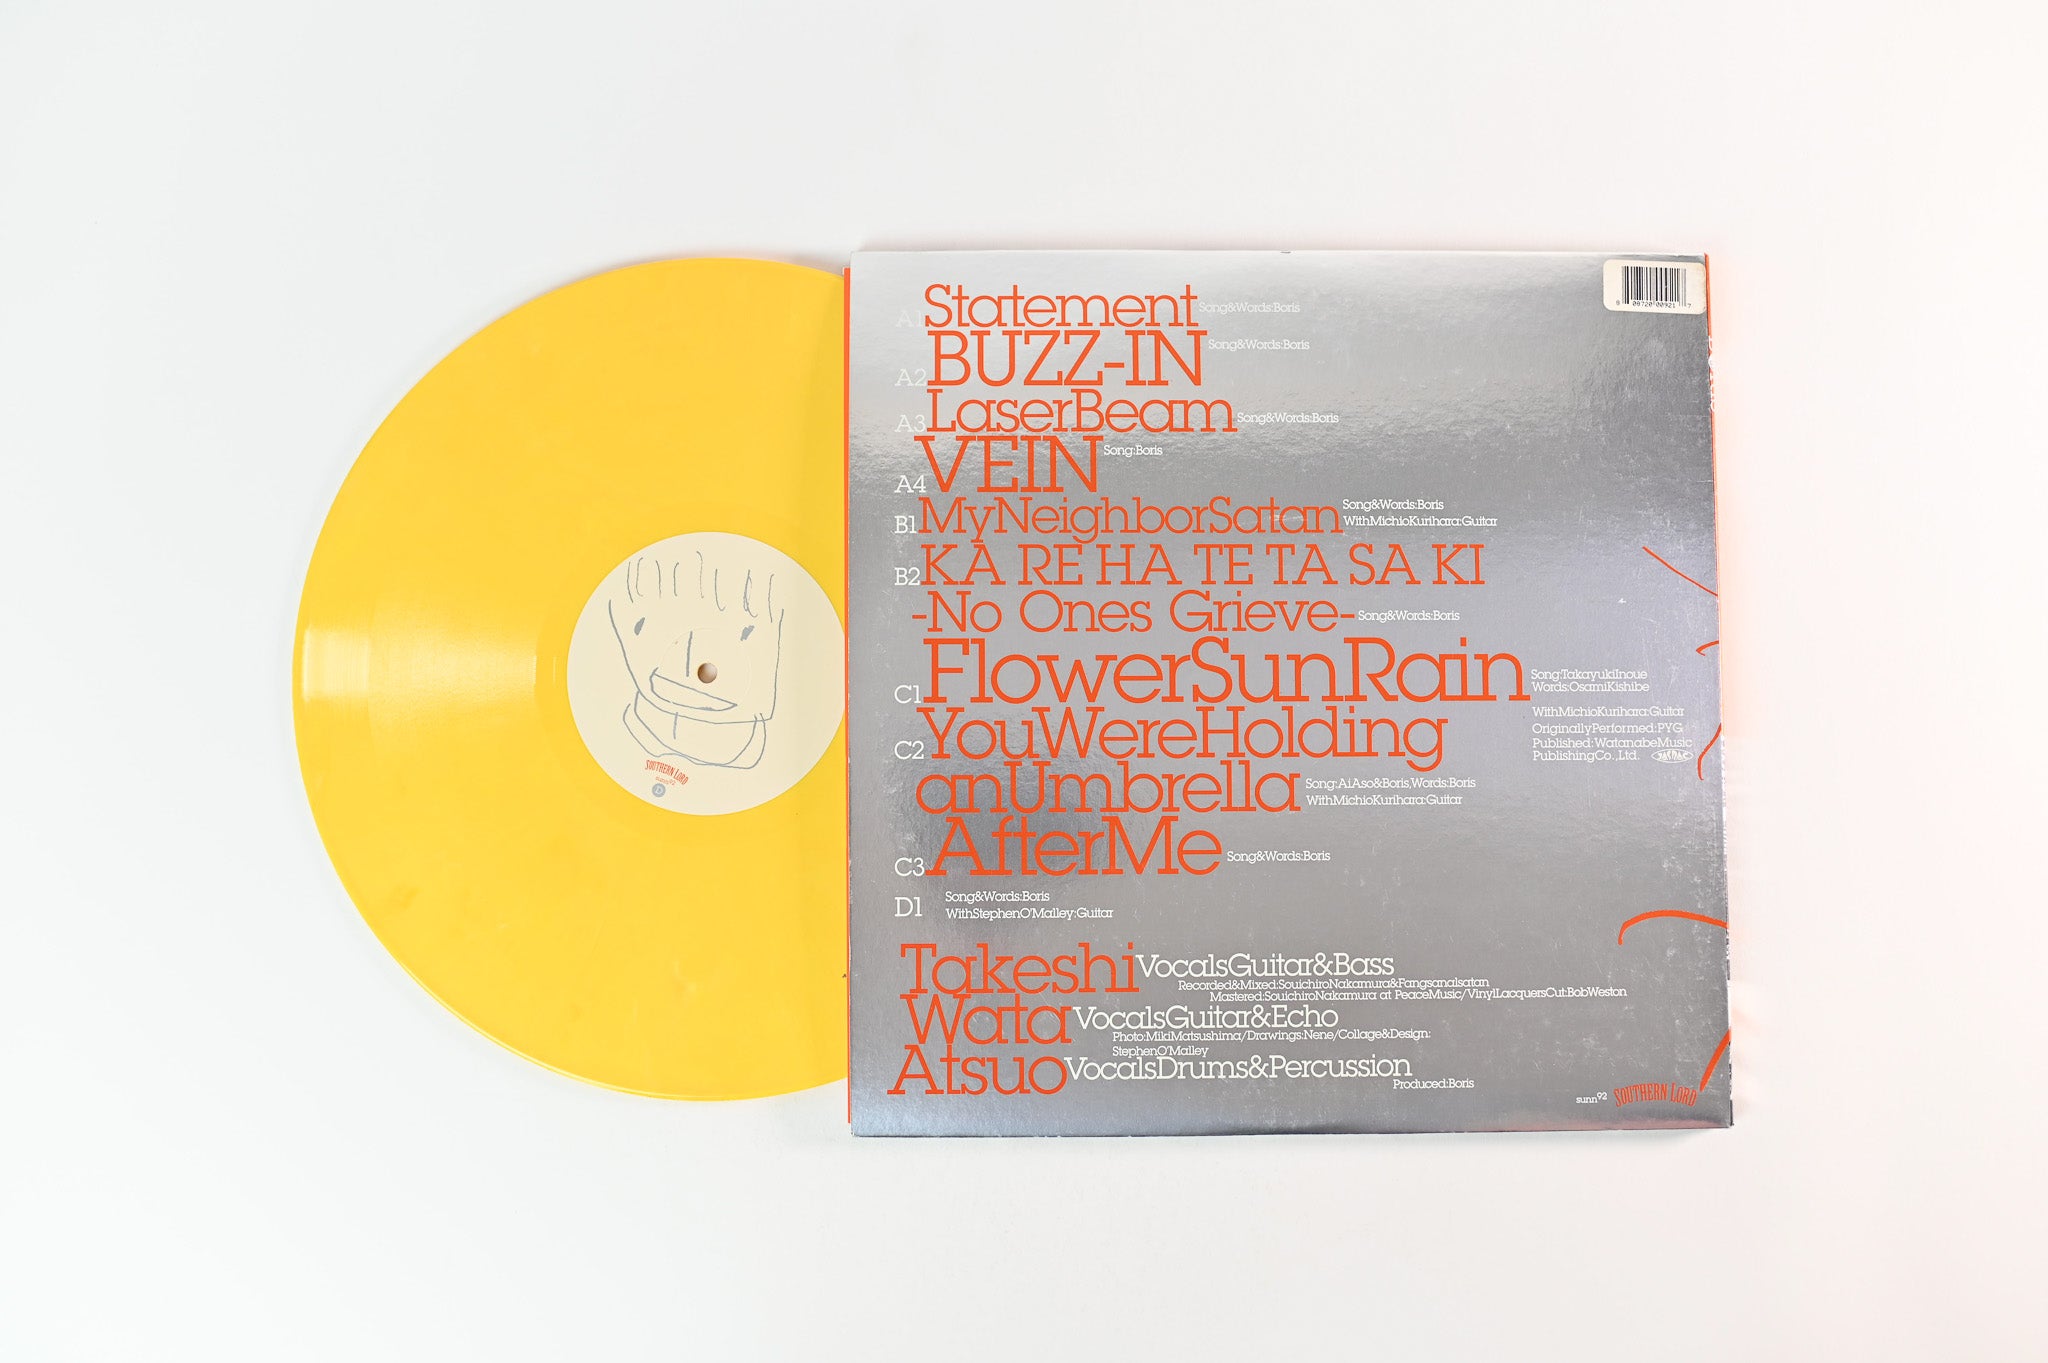 A1 Statement Song&Words:Boris
A2 BUZZ-IN Song&Words:Boris
A3 LaserBeam Song&Words:Boris
A4 VEIN Song:Boris
B1 MyNeighborSatan Song&Words:Boris
WithMichioKurihara:Guitar
B2 KA RE HA TE TA SA KI
-No Ones Grieve- Song&Words:Boris
C1 FlowerSunRain Song:TakayukiInoue
Words:OsamiKishibe
WithMichioKurihara:Guitar
OriginallyPerformed:PYG
Published:WatanabeMusic
PublishingCo.,Ltd.
C2 YouWereHolding
anUmbrella Song:AiAso&Boris,Words:Boris
WithMichioKurihara:Guitar
C3 AfterMe Song&Words:Boris
D1 Song&Words:Boris
WithStephenO'Malley:Guitar
Takeshi VocalsGuitar&Bass
Recorded&Mixed:SouichiroNakamura&Fangsanalsatan
Mastered:SouichiroNakamura at PeaceMusic/VinylLacquersCut:BobWeston
Wata VocalsGuitar&Echo
Photo:MikiMatsushima/Drawings:Nene/Collage&Design:
StephenO'Malley
Atsuo VocalsDrums&Percussion
Produced:Boris
sunn92 SOUTHERN LORD
SOUTHERN LORD
sunn92
D